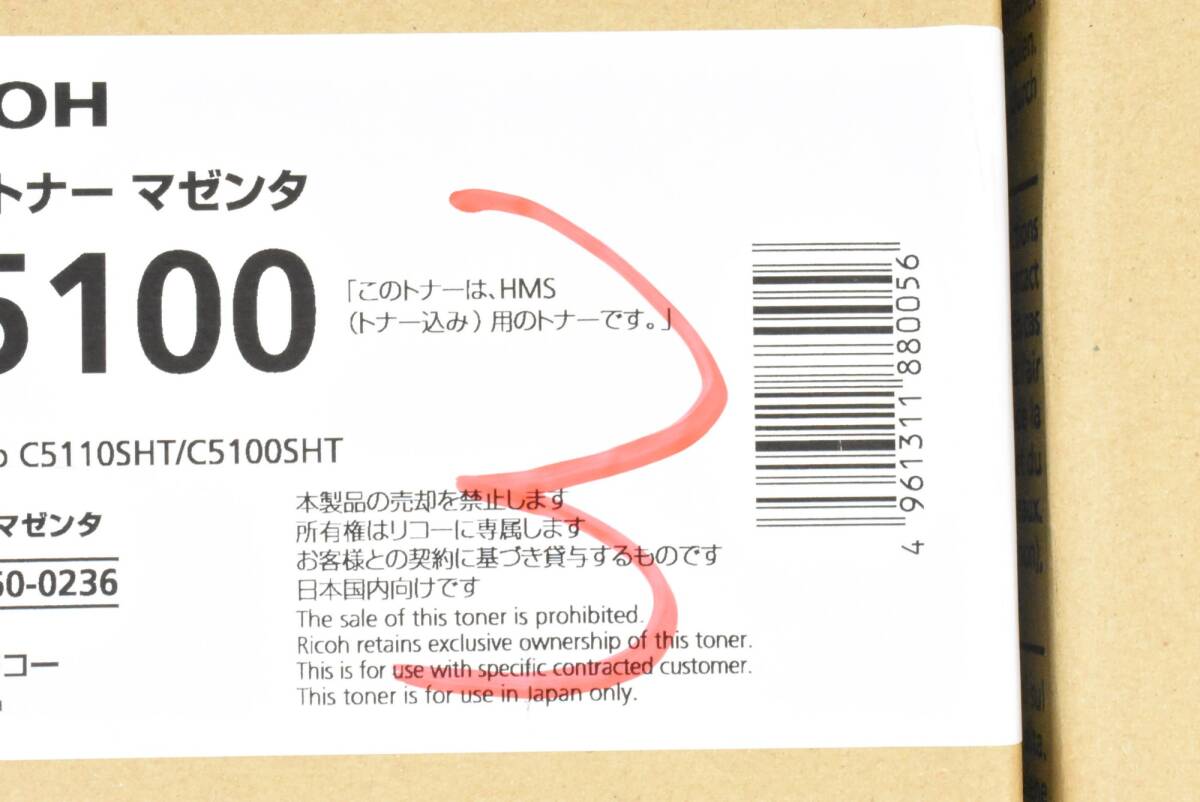 OH
トナー マゼンタ
5100
「このトナーは、HMS
（トナー込み）用のトナーです。」
C5110SHT/C5100SHT
マゼンタ
0-0236
コー
本製品の売却を禁止します
所有権はリコーに専属します
お客様との契約に基づき貸与するものです
日本国内向けです
The sale of this toner is prohibited.
Ricoh retains exclusive ownership of this toner.
This is for use with specific contracted customer.
This toner is for use in Japan only.
3
4 961311 880056